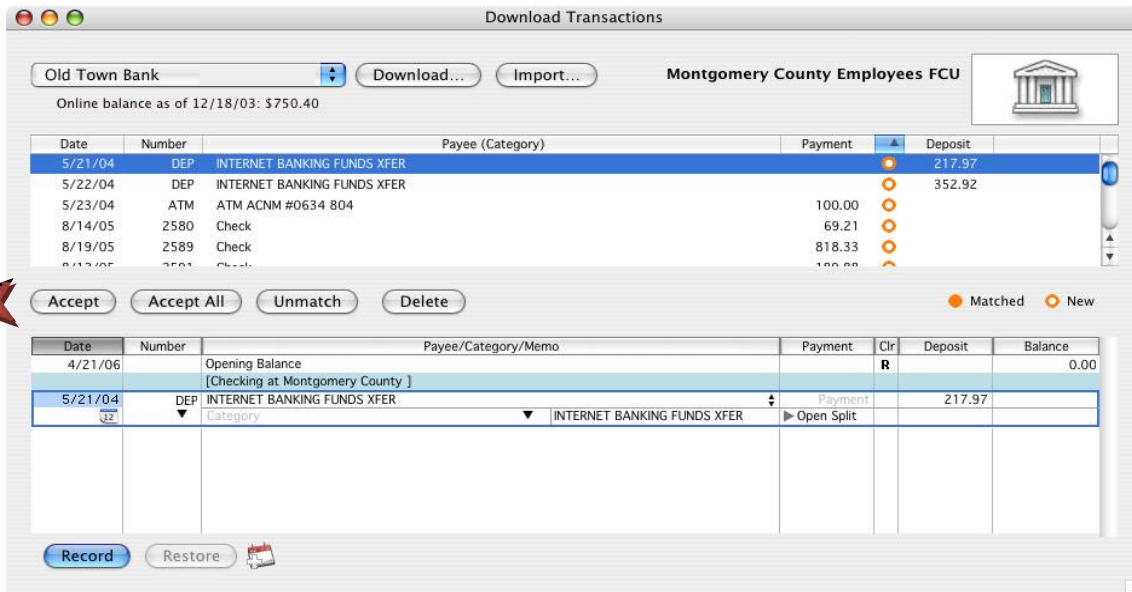 Download Transactions
Old Town Bank Download... Import... Montgomery County Employees FCU
Online balance as of 12/18/03: $750.40
Date Number Payee (Category) Payment Deposit
5/21/04 DEP INTERNET BANKING FUNDS XFER 217.97
5/22/04 DEP INTERNET BANKING FUNDS XFER 352.92
5/23/04 ATM ATM ACNM #0634 804 100.00
8/14/05 2580 Check 69.21
8/19/05 2589 Check 818.33
Accept Accept All Unmatch Delete Matched New
Date Number Payee/Category/Memo Payment Clr Deposit Balance
4/21/06 Opening Balance R 0.00
[Checking at Montgomery County ]
5/21/04 DEP INTERNET BANKING FUNDS XFER Payment 217.97
12 Category INTERNET BANKING FUNDS XFER Open Split
Record Restore